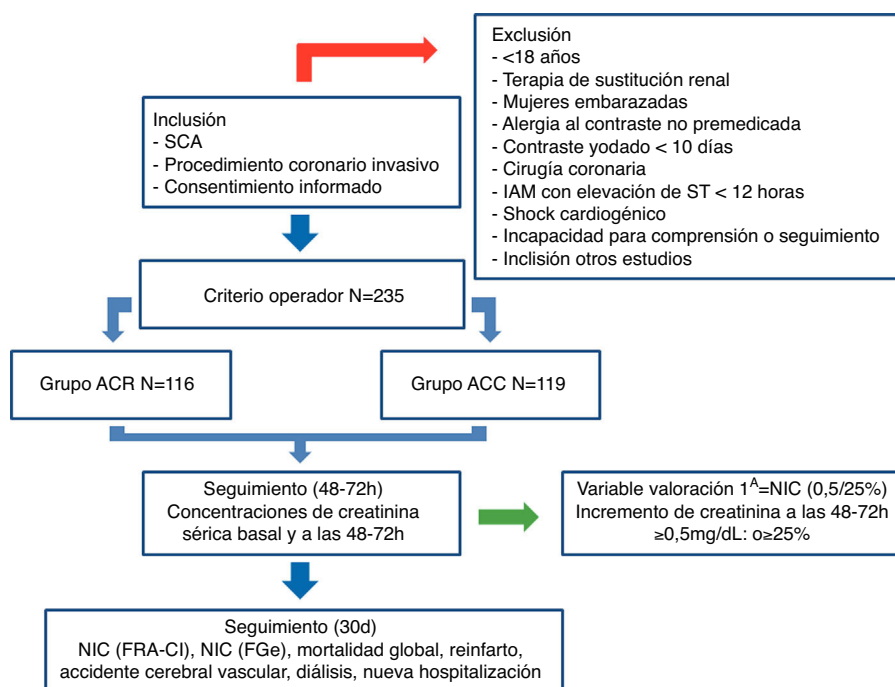 Inclusión
- SCA
- Procedimiento coronario invasivo
- Consentimiento informado
Exclusión
- <18 años
- Terapia de sustitución renal
- Mujeres embarazadas
- Alergia al contraste no premedicada
- Contraste yodado < 10 días
- Cirugía coronaria
- IAM con elevación de ST < 12 horas
- Shock cardiogénico
- Incapacidad para comprensión o seguimiento
- Inclisión otros estudios
Criterio operador N=235
Grupo ACR N=116
Grupo ACC N=119
Seguimiento (48-72h)
Concentraciones de creatinina
sérica basal y a las 48-72h
Variable valoración 1^A=NIC (0,5/25%)
Incremento de creatinina a las 48-72h
≥0,5mg/dL: o≥25%
Seguimiento (30d)
NIC (FRA-CI), NIC (FGe), mortalidad global, reinfarto,
accidente cerebral vascular, diálisis, nueva hospitalización